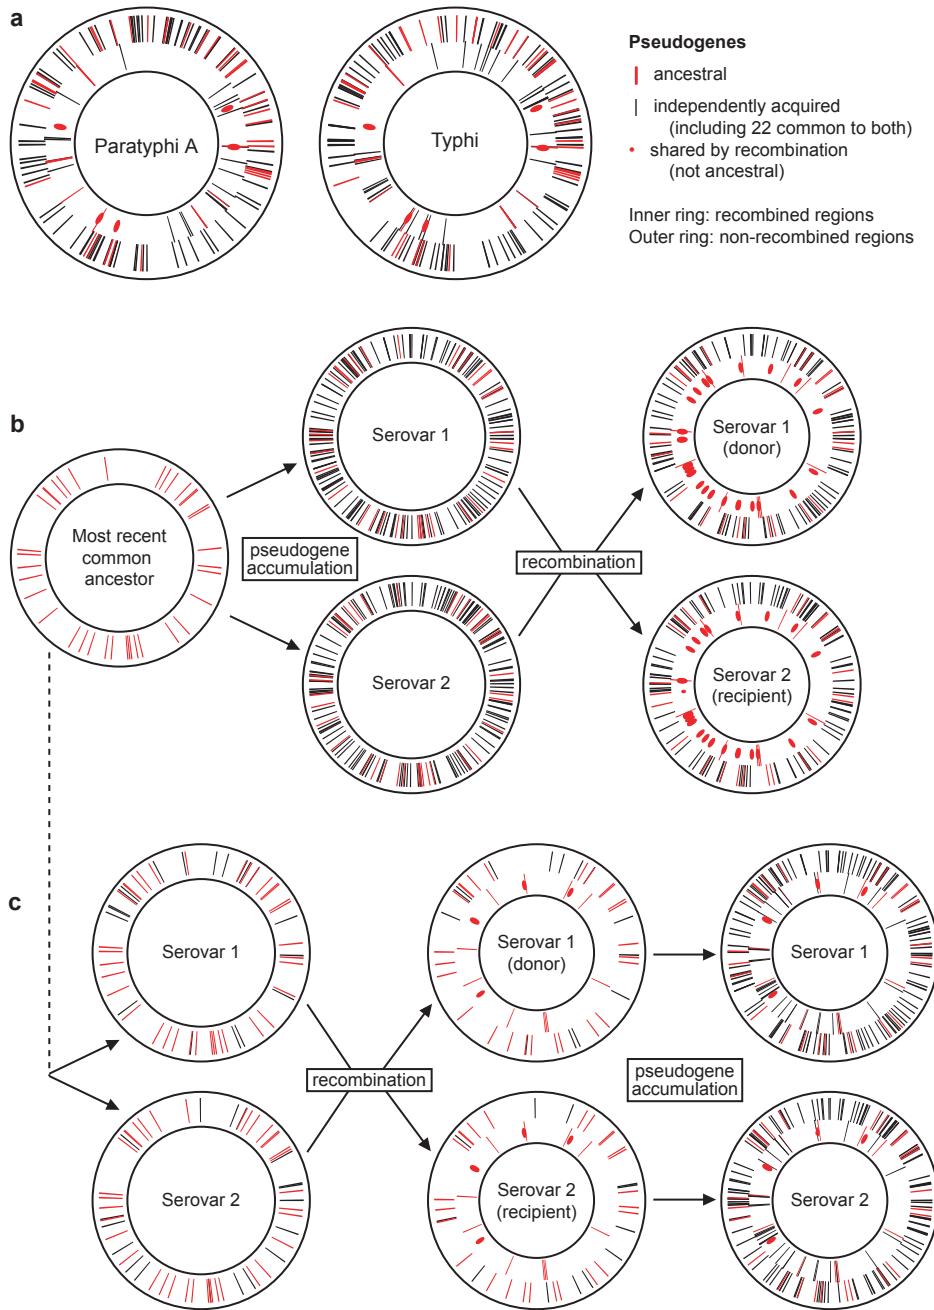 a
Paratyphi A
Typhi
Pseudogenes
ancestral
independently acquired
(including 22 common to both)
shared by recombination
(not ancestral)
Inner ring: recombined regions
Outer ring: non-recombined regions
b
Most recent
common
ancestor
pseudogene
accumulation
Serovar 1
Serovar 2
recombination
Serovar 1
(donor)
Serovar 2
(recipient)
c
Serovar 1
Serovar 2
recombination
Serovar 1
(donor)
Serovar 2
(recipient)
pseudogene
accumulation
Serovar 1
Serovar 2